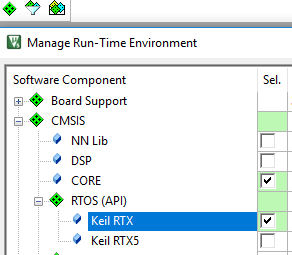 Manage Run-Time Environment
Software Component Sel.
Board Support
CMSIS
NN Lib
DSP
CORE
RTOS (API)
Keil RTX
Keil RTX5